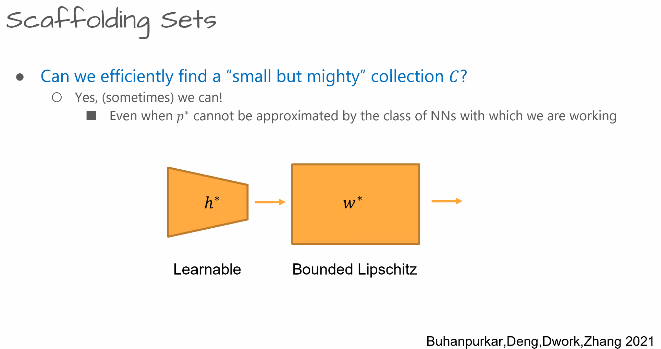 Scaffolding Sets
● Can we efficiently find a "small but mighty" collection C?
○ Yes, (sometimes) we can!
■ Even when p* cannot be approximated by the class of NNs with which we are working
h* w*
Learnable Bounded Lipschitz
Buhanpurkar,Deng,Dwork,Zhang 2021